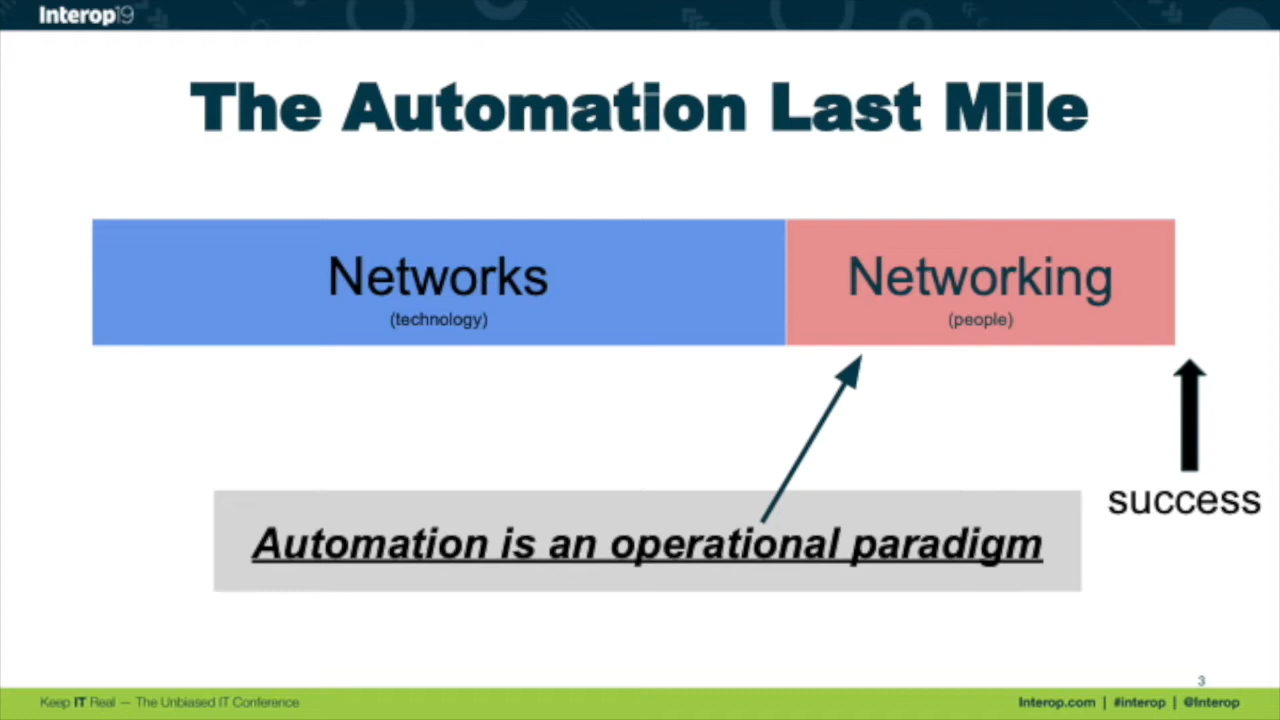 Interop19
The Automation Last Mile
Networks
(technology)
Networking
(people)
success
Automation is an operational paradigm
3
Keep IT Real — The Unbiased IT Conference
Interop.com | #interop | @Interop